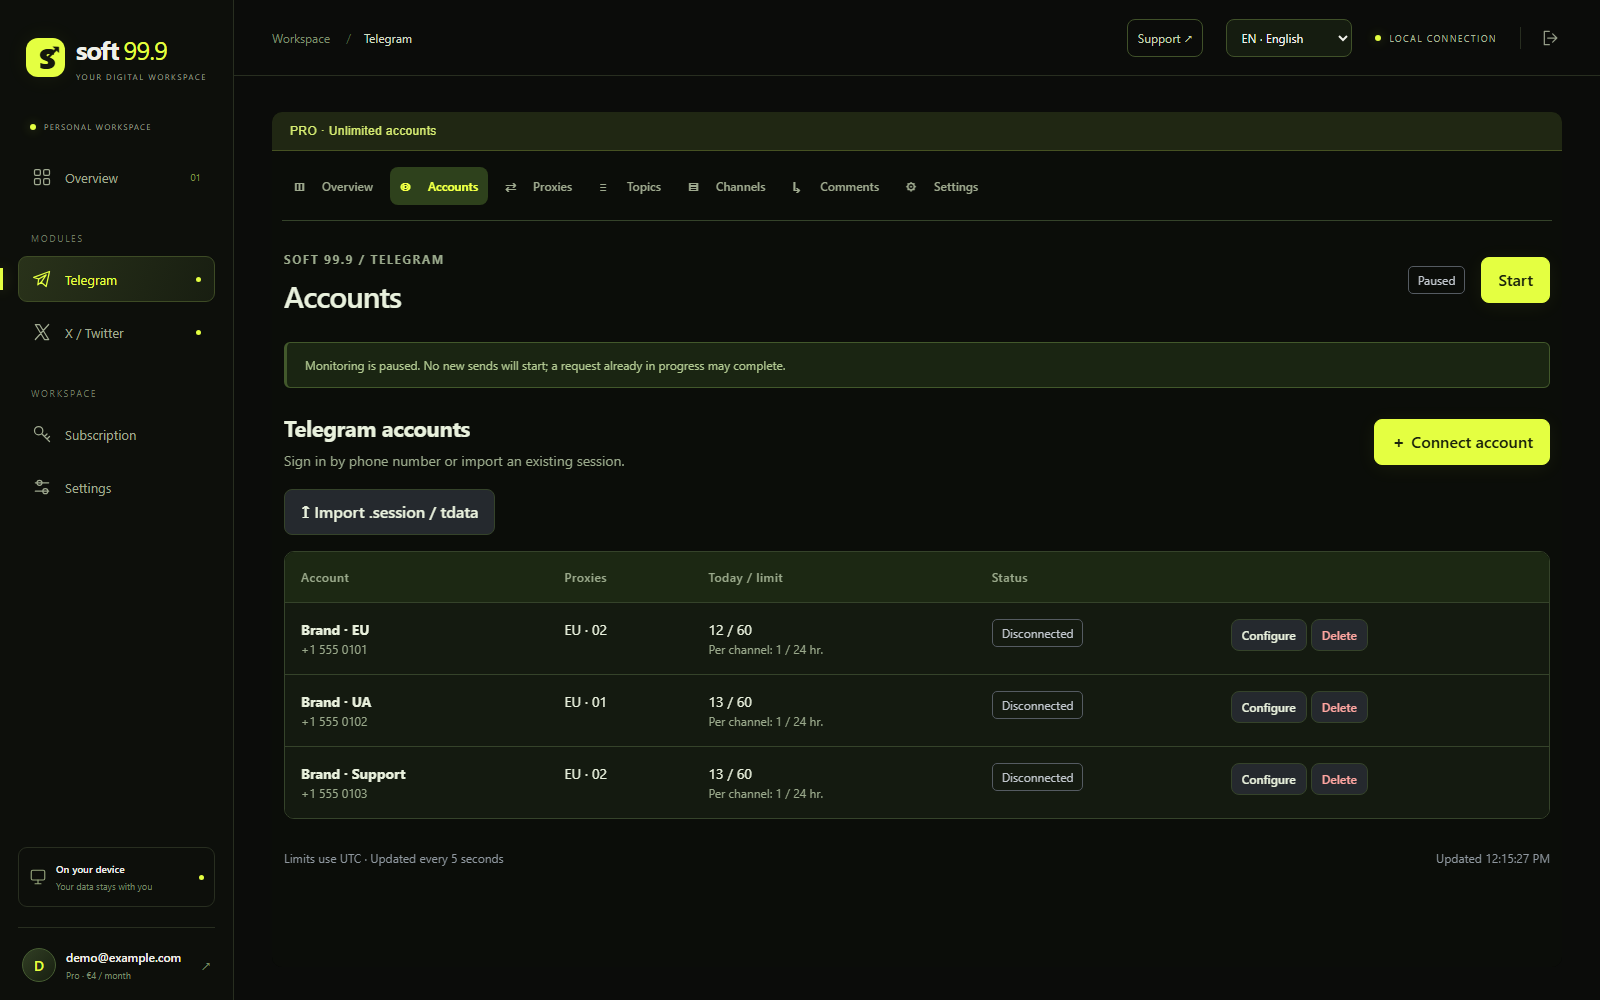 soft 99.9
YOUR DIGITAL WORKSPACE
PERSONAL WORKSPACE
Overview 01
MODULES
Telegram
X / Twitter
WORKSPACE
Subscription
Settings
On your device
Your data stays with you
D
demo@example.com
Pro · €4 / month
Workspace / Telegram
Support ↗
EN · English
LOCAL CONNECTION
PRO · Unlimited accounts
Overview
Accounts
Proxies
Topics
Channels
Comments
Settings
SOFT 99.9 / TELEGRAM
Accounts
Paused
Start
Monitoring is paused. No new sends will start; a request already in progress may complete.
Telegram accounts
Sign in by phone number or import an existing session.
+ Connect account
↥ Import .session / tdata
Account Proxies Today / limit Status
Brand · EU EU · 02 12 / 60 Disconnected Configure Delete
+1 555 0101 Per channel: 1 / 24 hr.
Brand · UA EU · 01 13 / 60 Disconnected Configure Delete
+1 555 0102 Per channel: 1 / 24 hr.
Brand · Support EU · 02 13 / 60 Disconnected Configure Delete
+1 555 0103 Per channel: 1 / 24 hr.
Limits use UTC · Updated every 5 seconds
Updated 12:15:27 PM